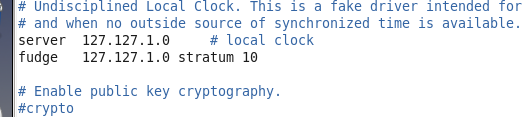 # Undisciplined Local Clock. This is a fake driver intended for
# and when no outside source of synchronized time is available.
server  127.127.1.0     # local clock
fudge   127.127.1.0 stratum 10

# Enable public key cryptography.
#crypto